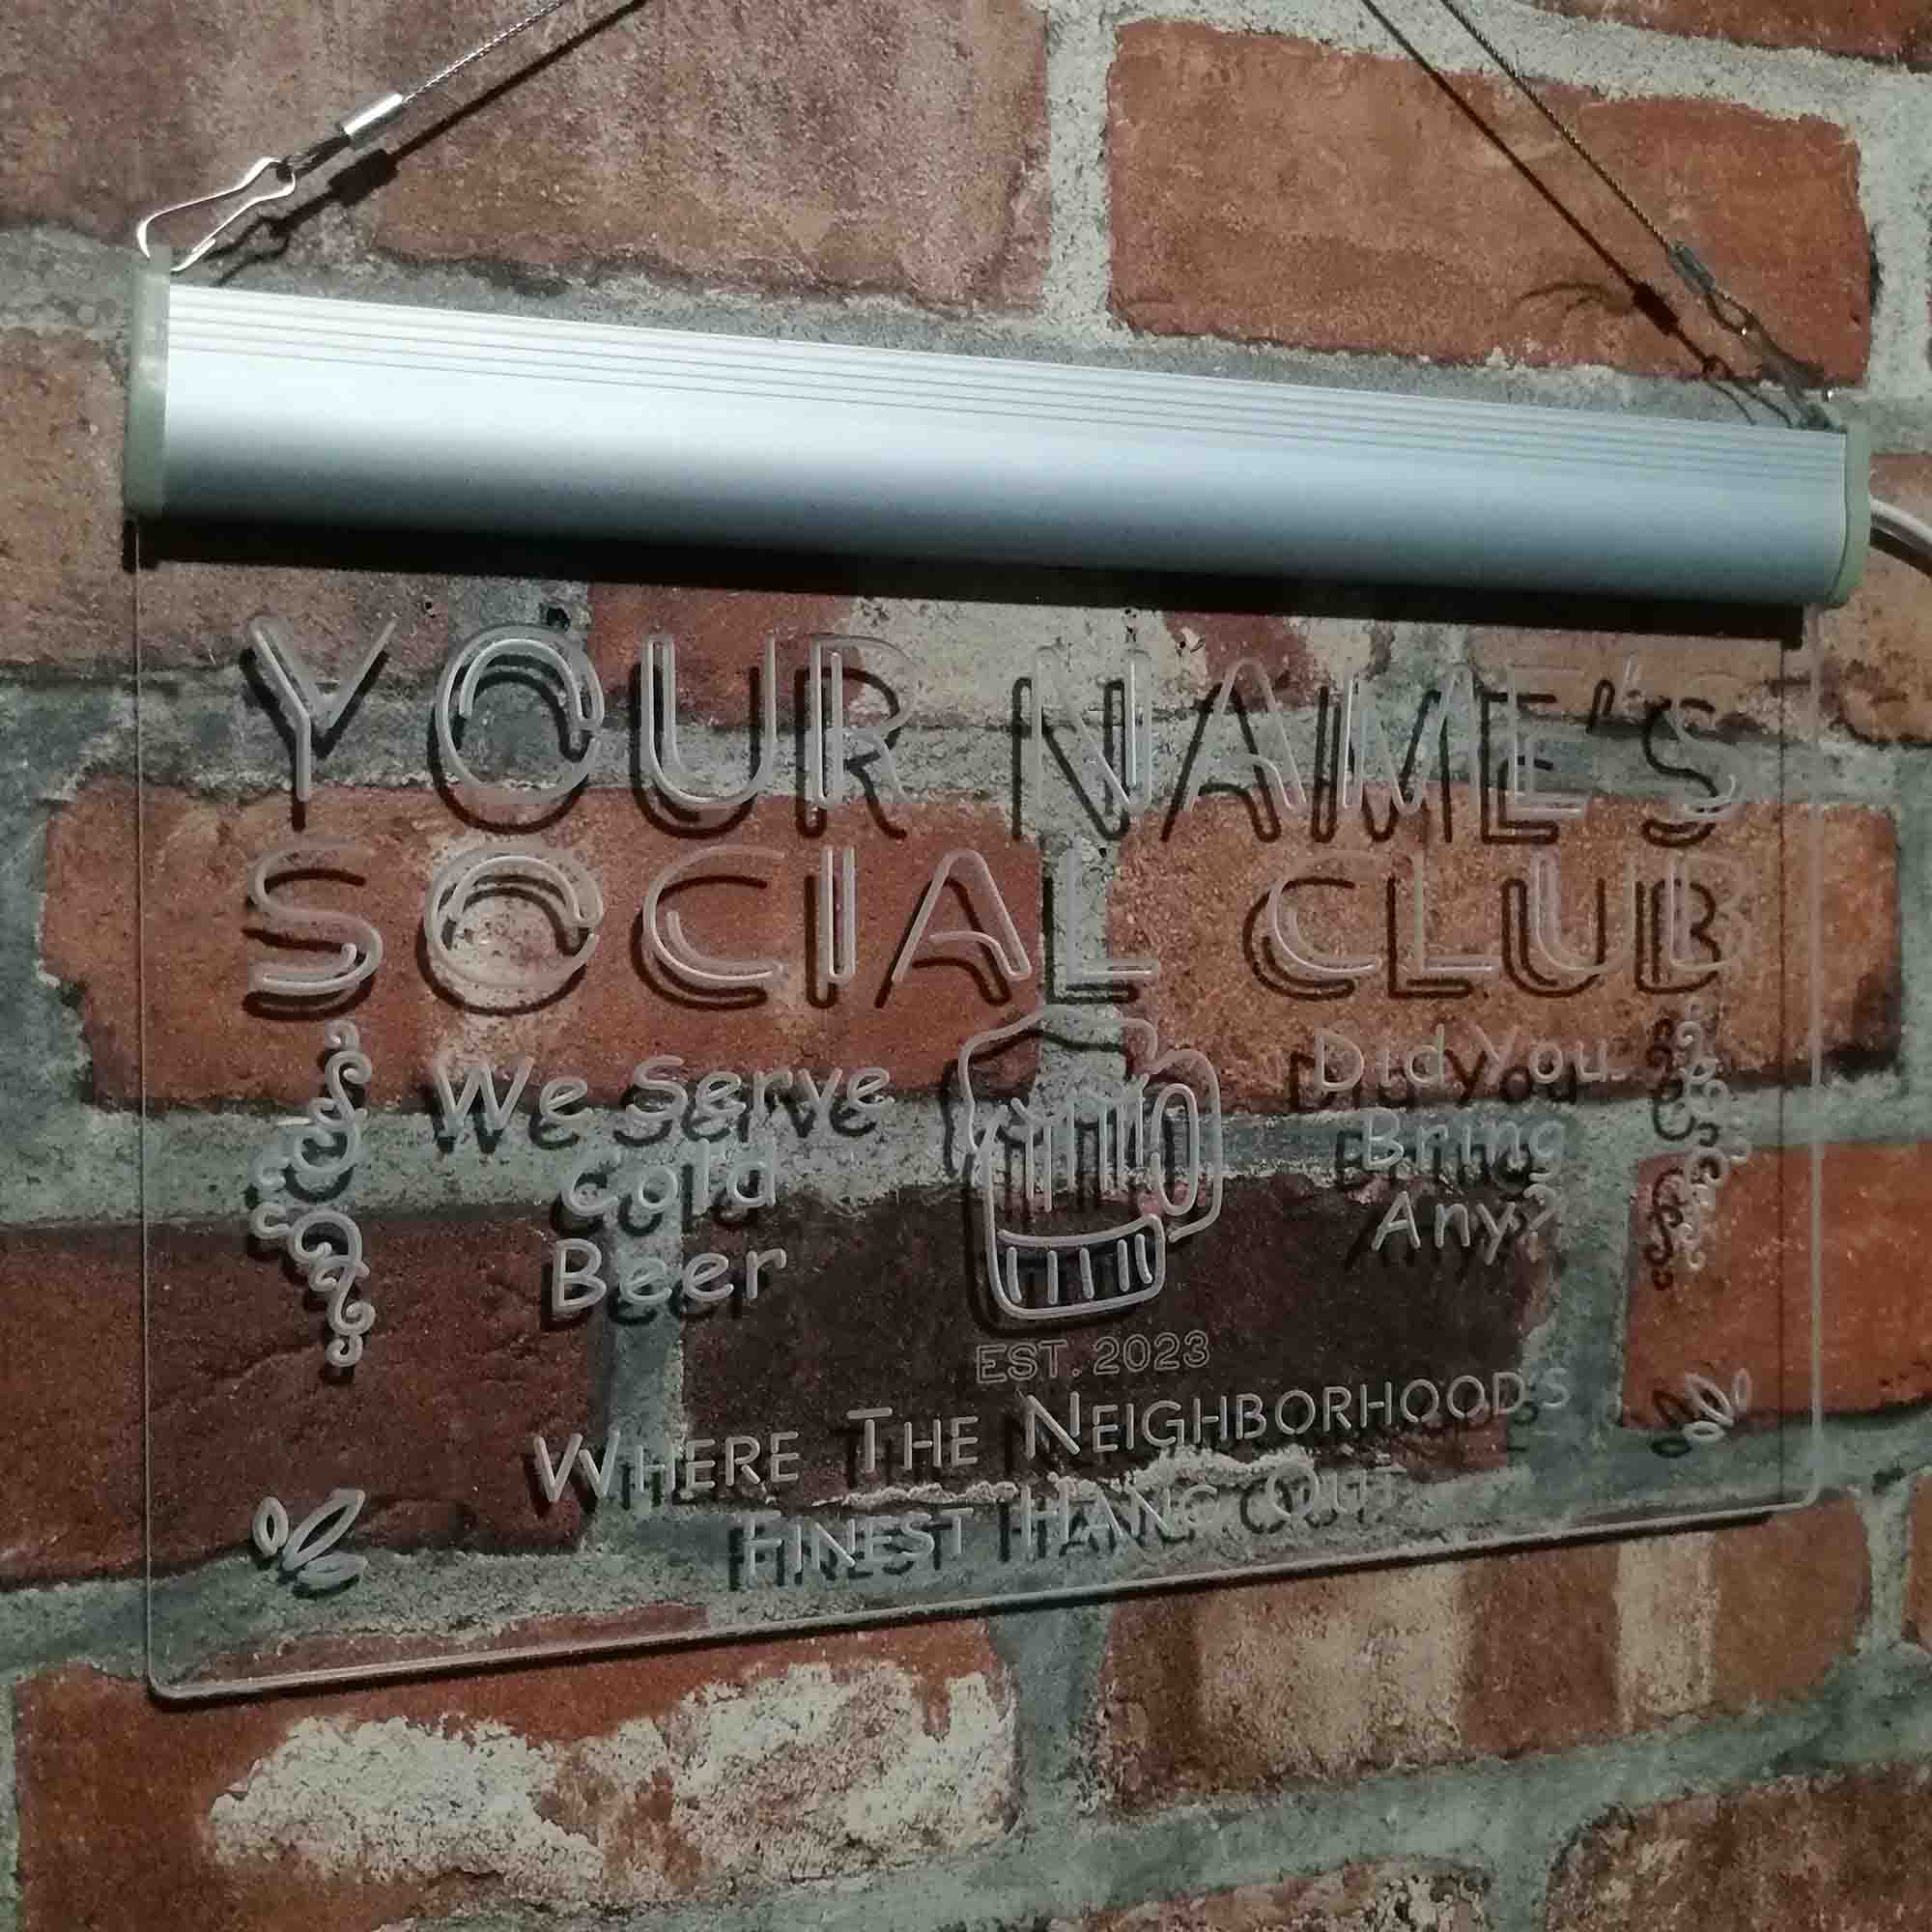 YOUR NAME'S
SOCIAL CLUB
We Serve
Cold
Beer
Did You
Bring
Any?
EST. 2023
WHERE THE NEIGHBORHOOD'S
FINEST HANG OUT